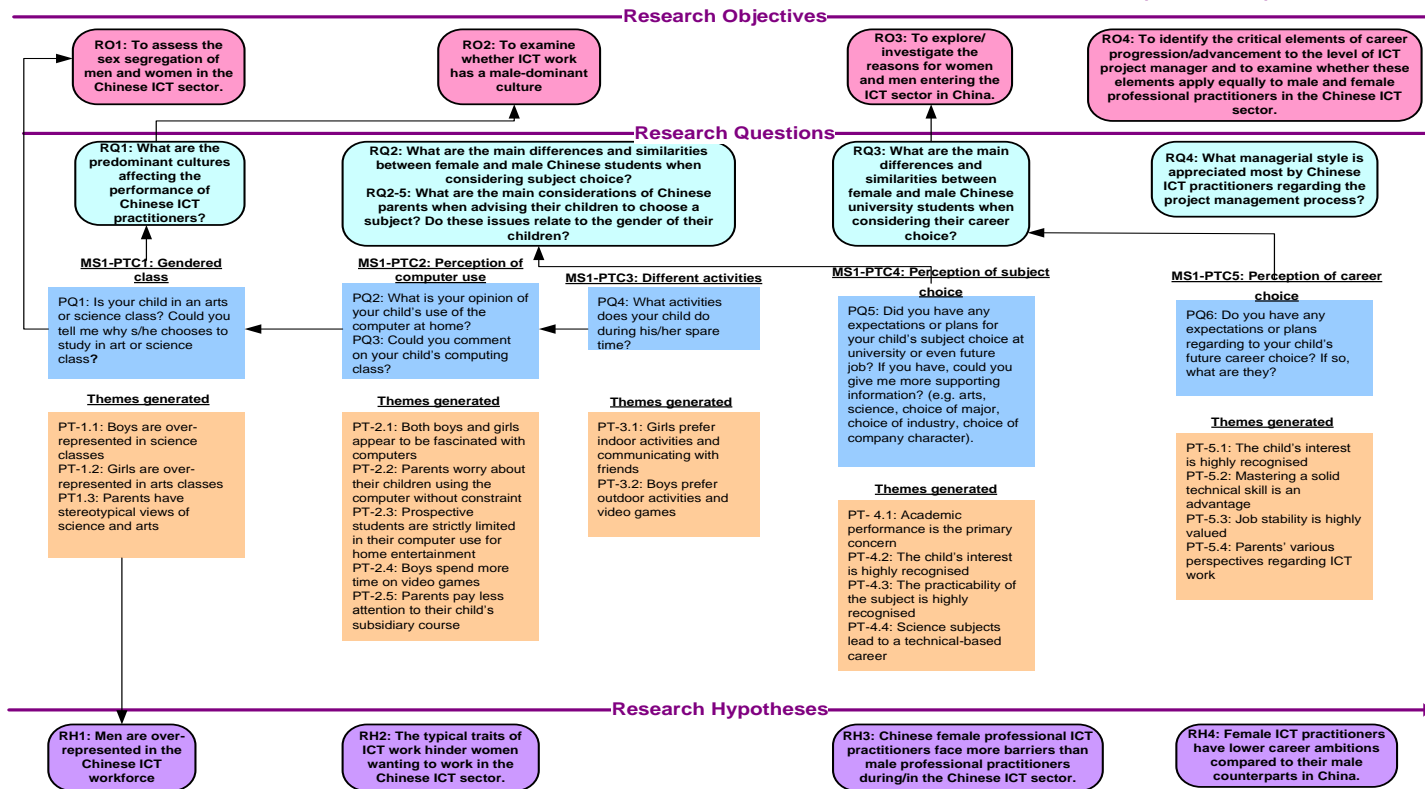 Research Objectives
RO1: To assess the
sex segregation of
men and women in the
Chinese ICT sector.
RO2: To examine
whether ICT work
has a male-dominant
culture
RO3: To explore/
investigate the
reasons for women
and men entering the
ICT sector in China.
RO4: To identify the critical elements of career
progression/advancement to the level of ICT
project manager and to examine whether these
elements apply equally to male and female
professional practitioners in the Chinese ICT
sector.
Research Questions
RQ1: What are the
predominant cultures
affecting the
performance of
Chinese ICT
practitioners?
RQ2: What are the main differences and similarities
between female and male Chinese students when
considering subject choice?
RQ2-5: What are the main considerations of Chinese
parents when advising their children to choose a
subject? Do these issues relate to the gender of their
children?
RQ3: What are the main
differences and
similarities between
female and male Chinese
university students when
considering their career
choice?
RQ4: What managerial style is
appreciated most by Chinese
ICT practitioners regarding the
project management process?
MS1-PTC1: Gendered
class
PQ1: Is your child in an arts
or science class? Could you
tell me why s/he chooses to
study in art or science
class?
Themes generated
PT-1.1: Boys are over-
represented in science
classes
PT-1.2: Girls are over-
represented in arts classes
PT1.3: Parents have
stereotypical views of
science and arts
MS1-PTC2: Perception of
computer use
PQ2: What is your opinion of
your child's use of the
computer at home?
PQ3: Could you comment
on your child's computing
class?
Themes generated
PT-2.1: Both boys and girls
appear to be fascinated with
computers
PT-2.2: Parents worry about
their children using the
computer without constraint
PT-2.3: Prospective
students are strictly limited
in their computer use for
home entertainment
PT-2.4: Boys spend more
time on video games
PT-2.5: Parents pay less
attention to their child's
subsidiary course
MS1-PTC3: Different activities
PQ4: What activities
does your child do
during his/her spare
time?
Themes generated
PT-3.1: Girls prefer
indoor activities and
communicating with
friends
PT-3.2: Boys prefer
outdoor activities and
video games
MS1-PTC4: Perception of subject
choice
PQ5: Did you have any
expectations or plans for
your child's subject choice at
university or even future
job? If you have, could you
give me more supporting
information? (e.g. arts,
science, choice of major,
choice of industry, choice of
company character).
Themes generated
PT- 4.1: Academic
performance is the primary
concern
PT-4.2: The child's interest
is highly recognised
PT-4.3: The practicability of
the subject is highly
recognised
PT-4.4: Science subjects
lead to a technical-based
career
MS1-PTC5: Perception of career
choice
PQ6: Do you have any
expectations or plans
regarding to your child's
future career choice? If so,
what are they?
Themes generated
PT-5.1: The child's interest
is highly recognised
PT-5.2: Mastering a solid
technical skill is an
advantage
PT-5.3: Job stability is highly
valued
PT-5.4: Parents' various
perspectives regarding ICT
work
Research Hypotheses
RH1: Men are over-
represented in the
Chinese ICT
workforce
RH2: The typical traits of
ICT work hinder women
wanting to work in the
Chinese ICT sector.
RH3: Chinese female professional ICT
practitioners face more barriers than
male professional practitioners
during/in the Chinese ICT sector.
RH4: Female ICT practitioners
have lower career ambitions
compared to their male
counterparts in China.